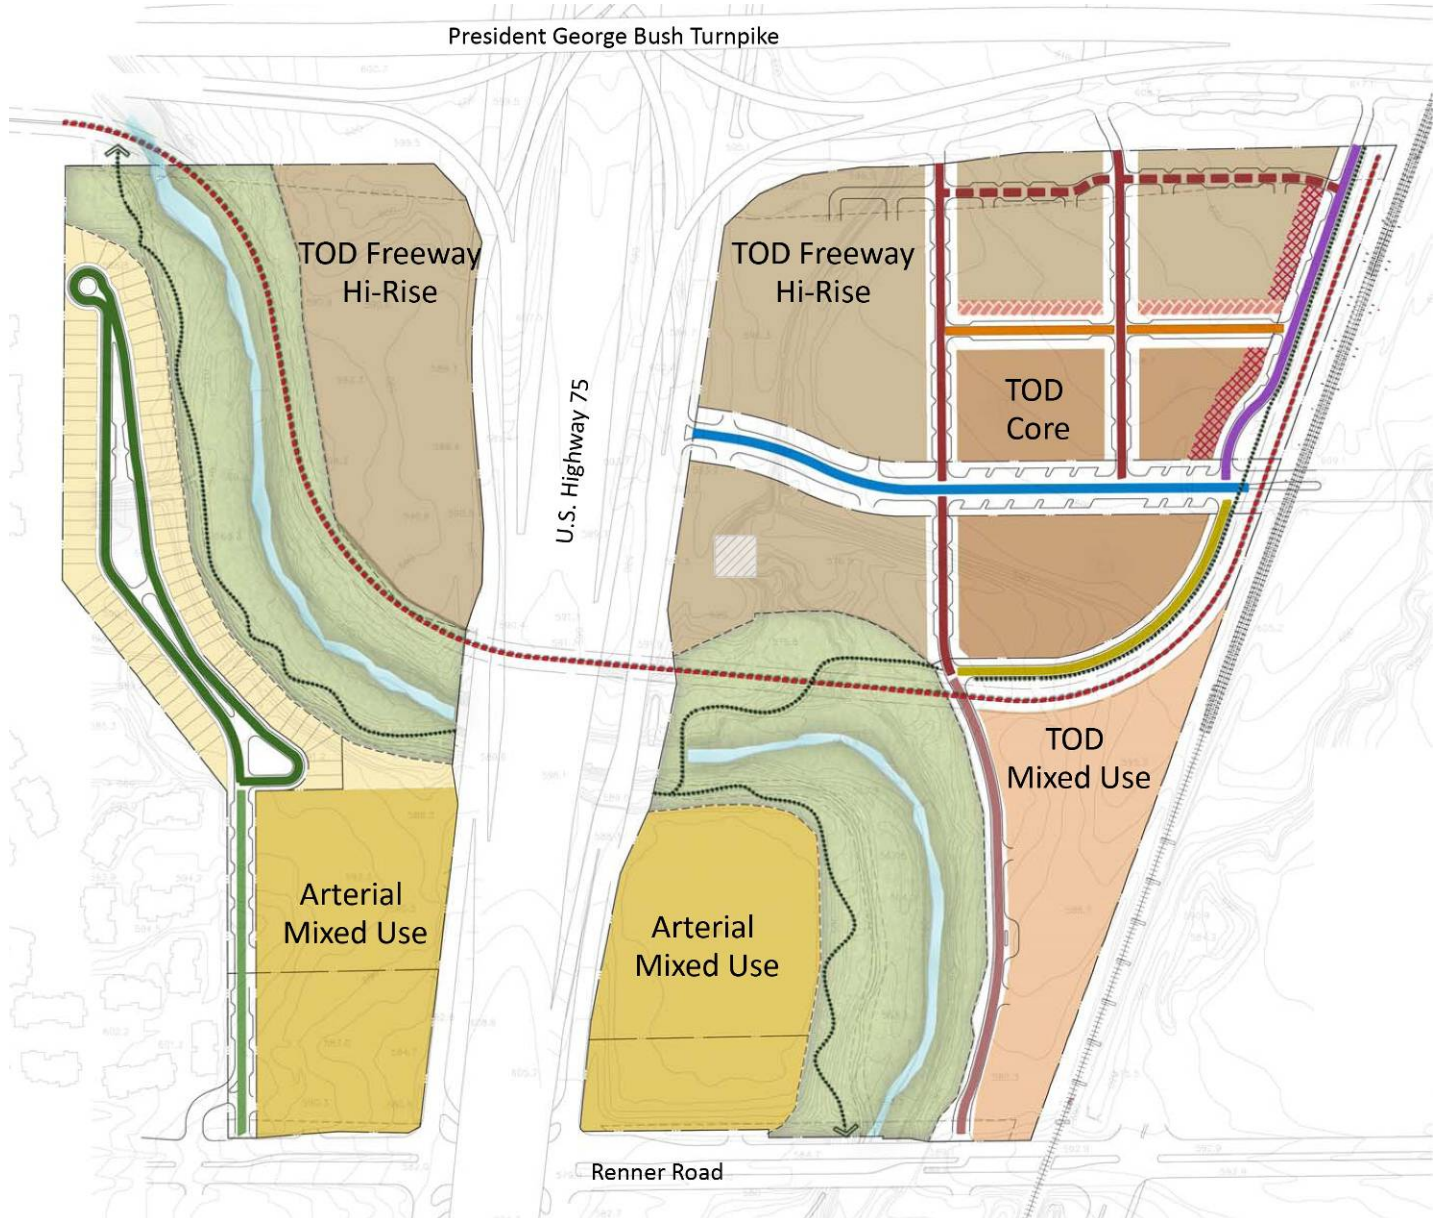 President George Bush Turnpike
TOD Freeway
Hi-Rise
TOD Freeway
Hi-Rise
TOD
Core
U.S. Highway 75
TOD
Mixed Use
Arterial
Mixed Use
Arterial
Mixed Use
Renner Road